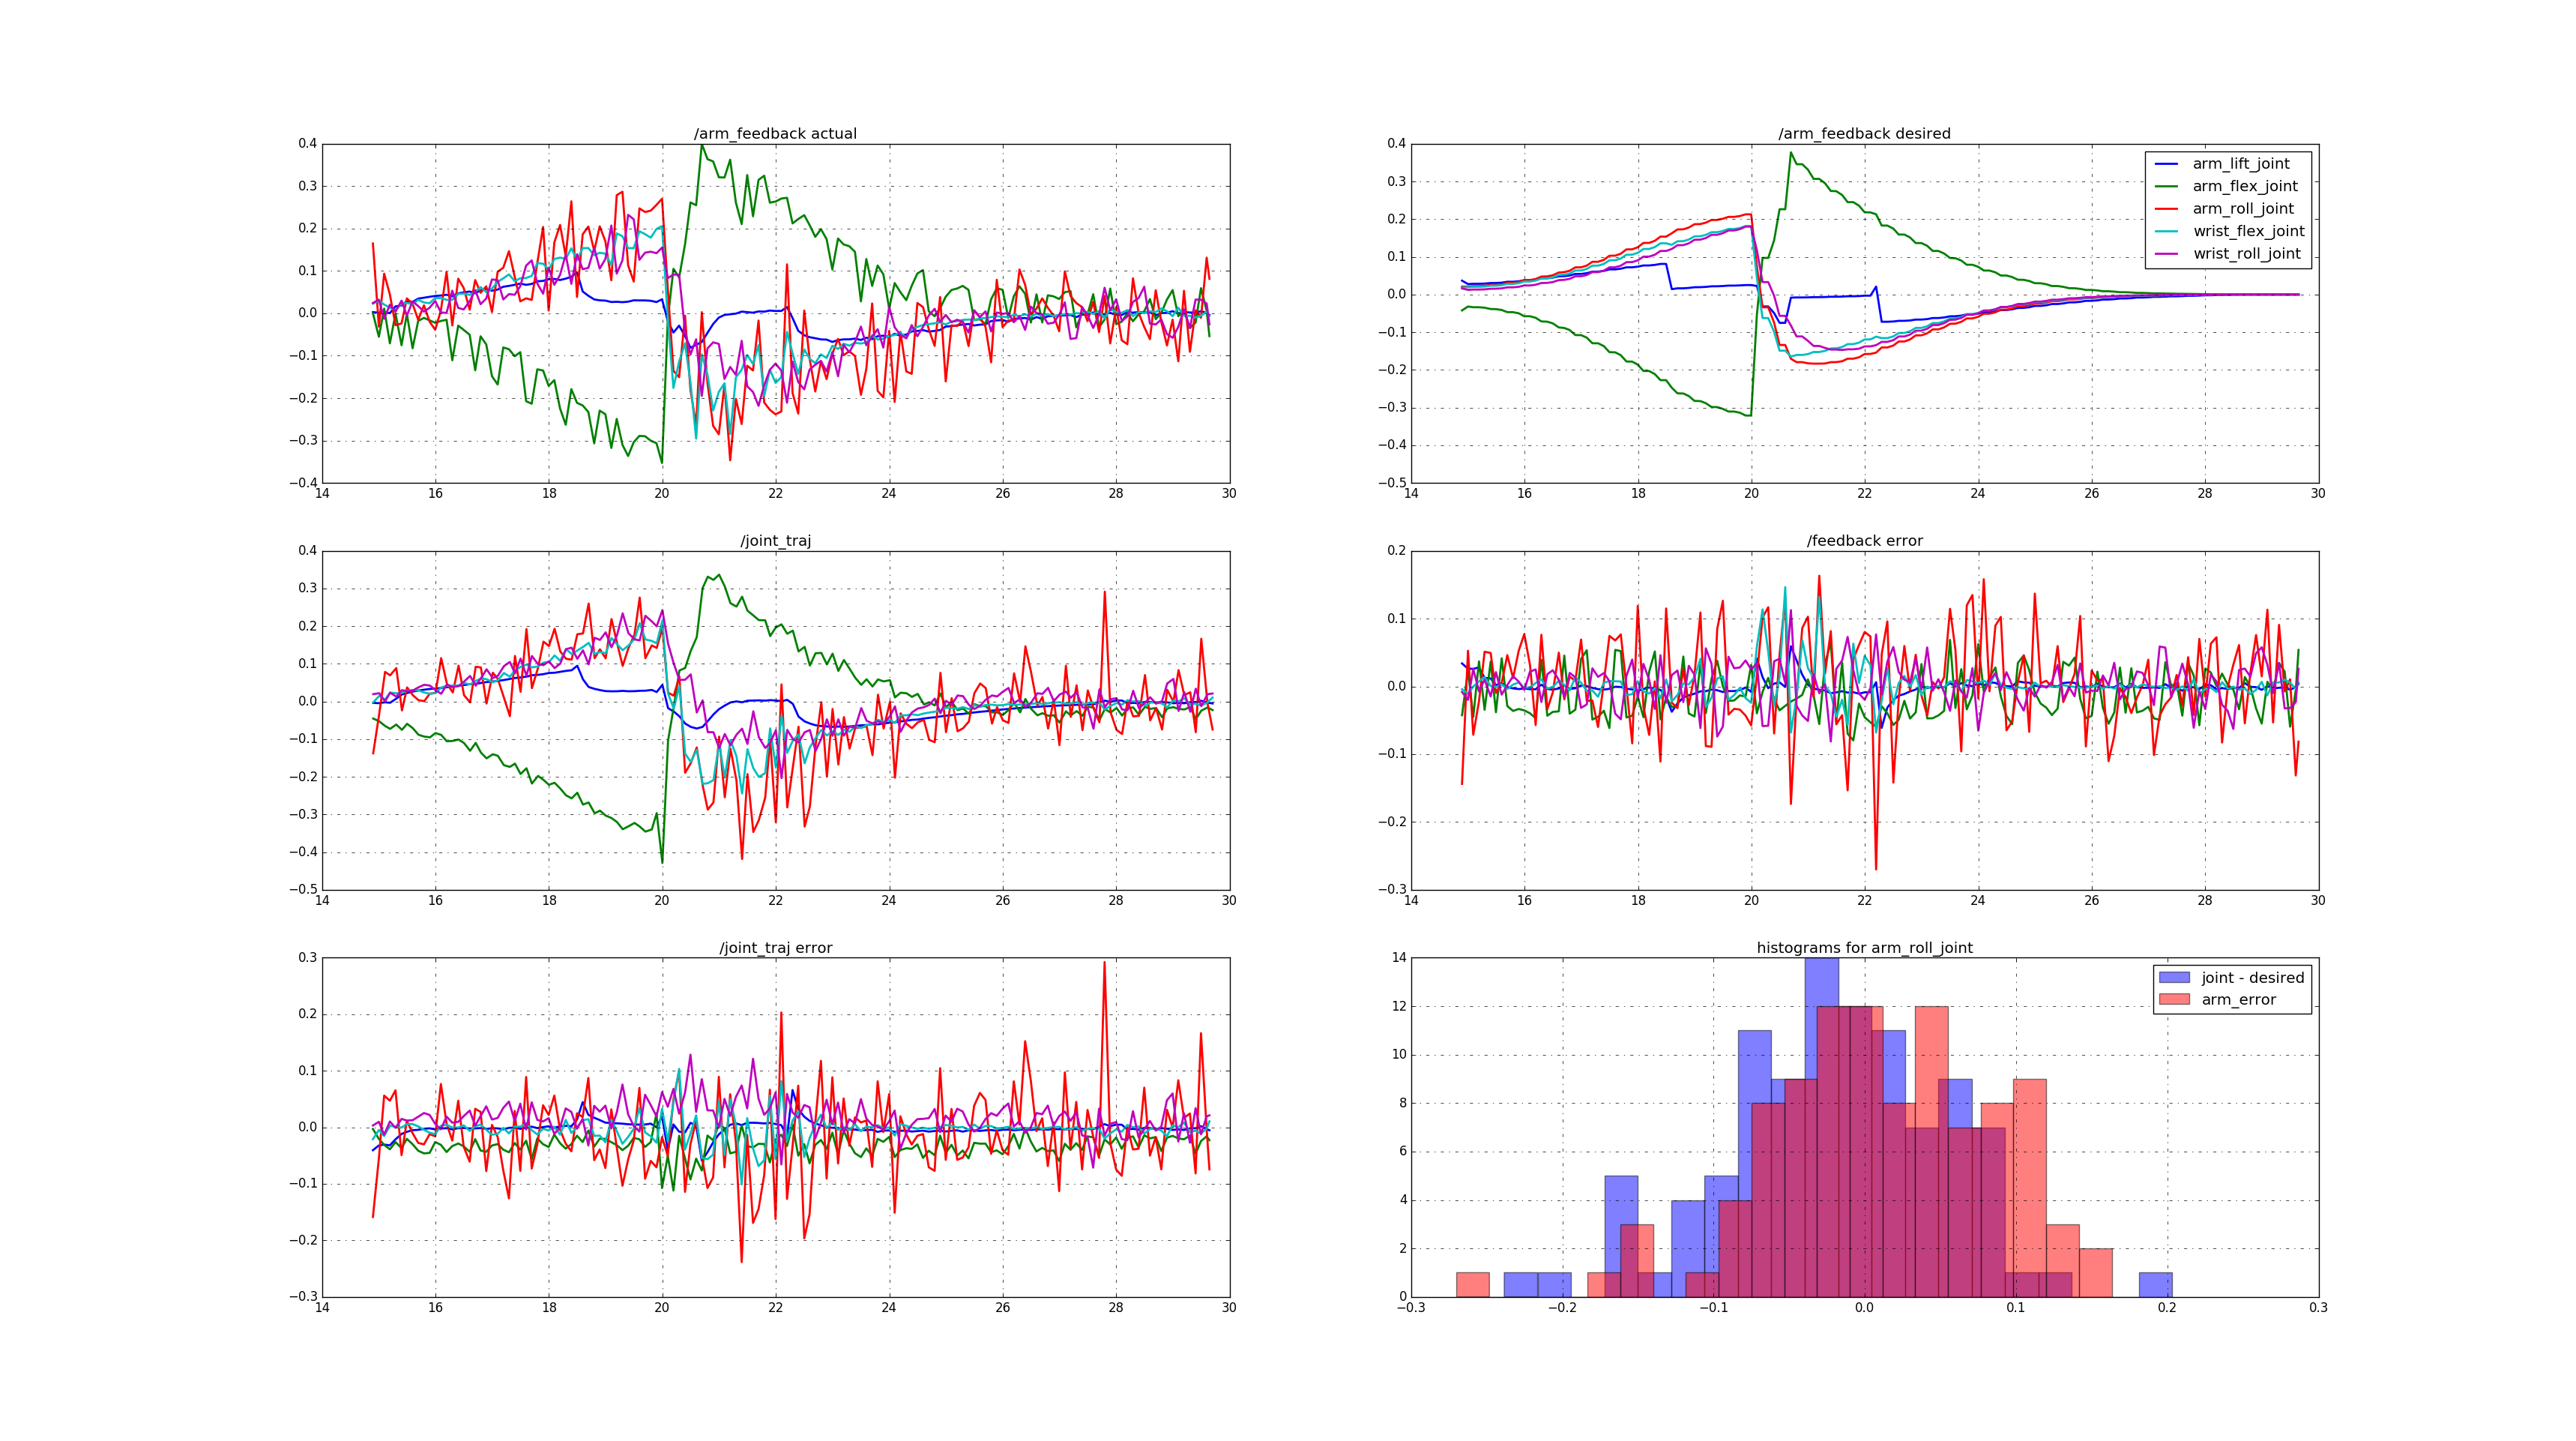 /arm_feedback actual
0.4
0.3
0.2
0.1
0.0
−0.1
−0.2
−0.3
−0.4
14 16 18 20 22 24 26 28 30
/arm_feedback desired
0.4
0.3
0.2
0.1
0.0
−0.1
−0.2
−0.3
−0.4
−0.5
14 16 18 20 22 24 26 28 30
arm_lift_joint
arm_flex_joint
arm_roll_joint
wrist_flex_joint
wrist_roll_joint
/joint_traj
0.4
0.3
0.2
0.1
0.0
−0.1
−0.2
−0.3
−0.4
−0.5
14 16 18 20 22 24 26 28 30
/feedback error
0.2
0.1
0.0
−0.1
−0.2
−0.3
14 16 18 20 22 24 26 28 30
/joint_traj error
0.3
0.2
0.1
0.0
−0.1
−0.2
−0.3
14 16 18 20 22 24 26 28 30
histograms for arm_roll_joint
14
12
10
8
6
4
2
0
−0.3 −0.2 −0.1 0.0 0.1 0.2 0.3
joint - desired
arm_error